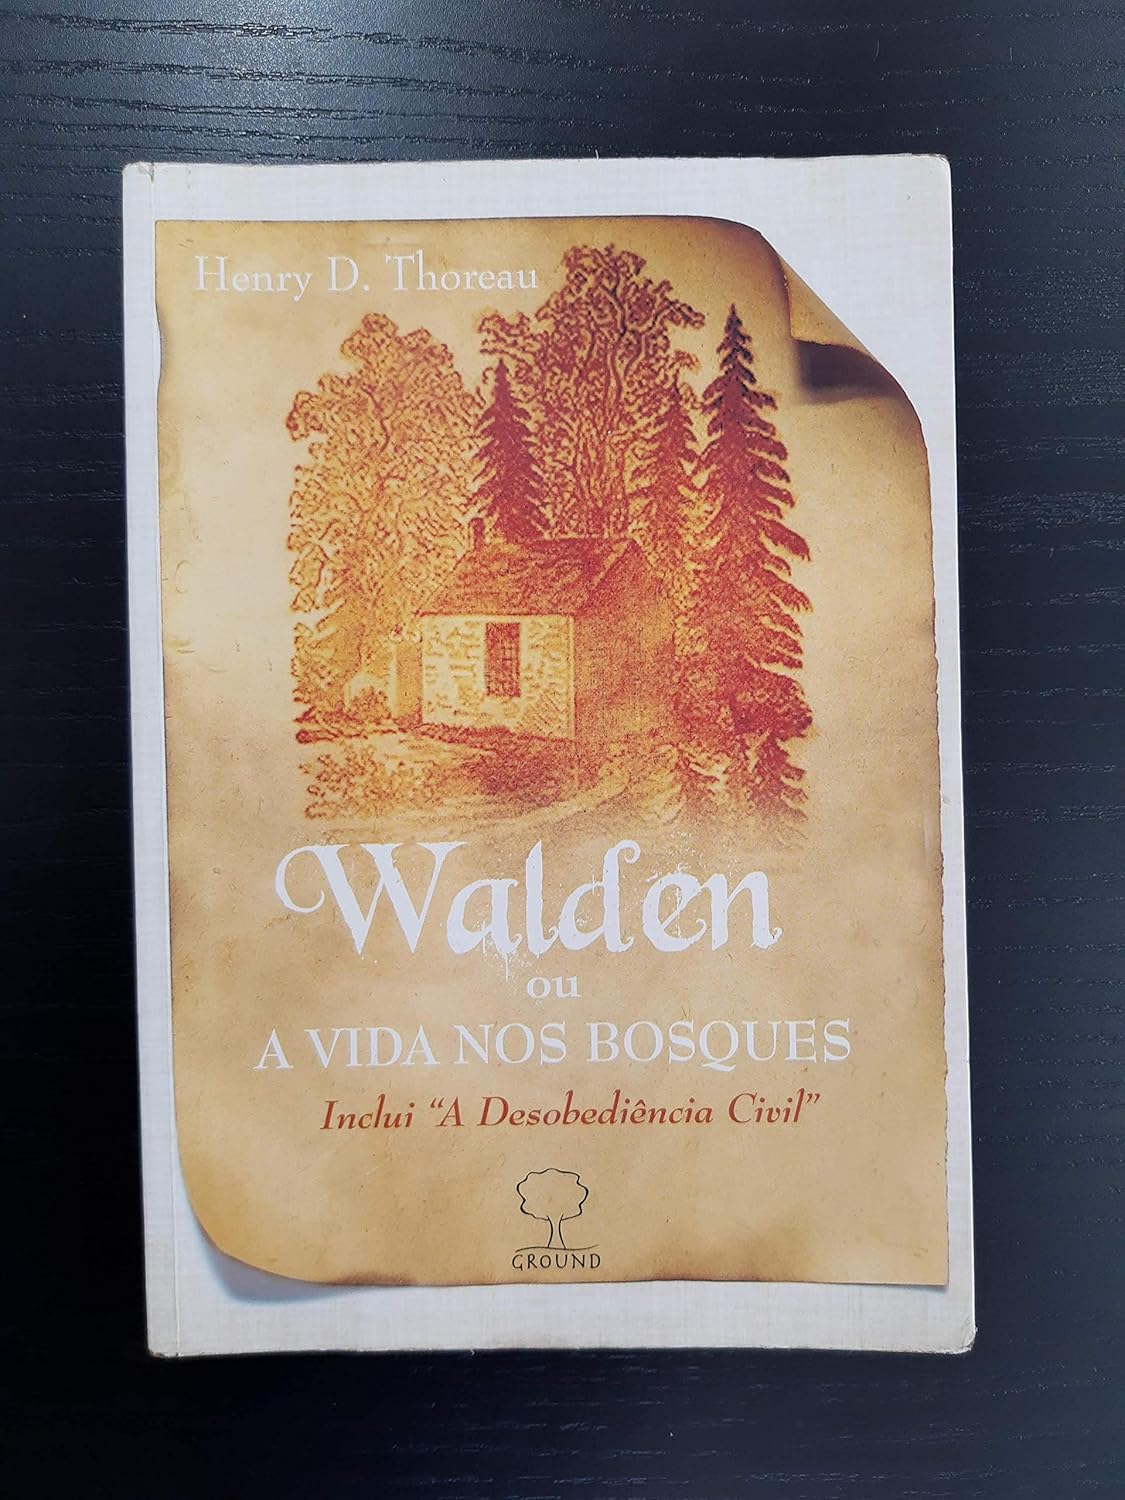 Henry D. Thoreau
Walden
ou
A VIDA NOS BOSQUES
Inclui “A Desobediência Civil”
GROUND